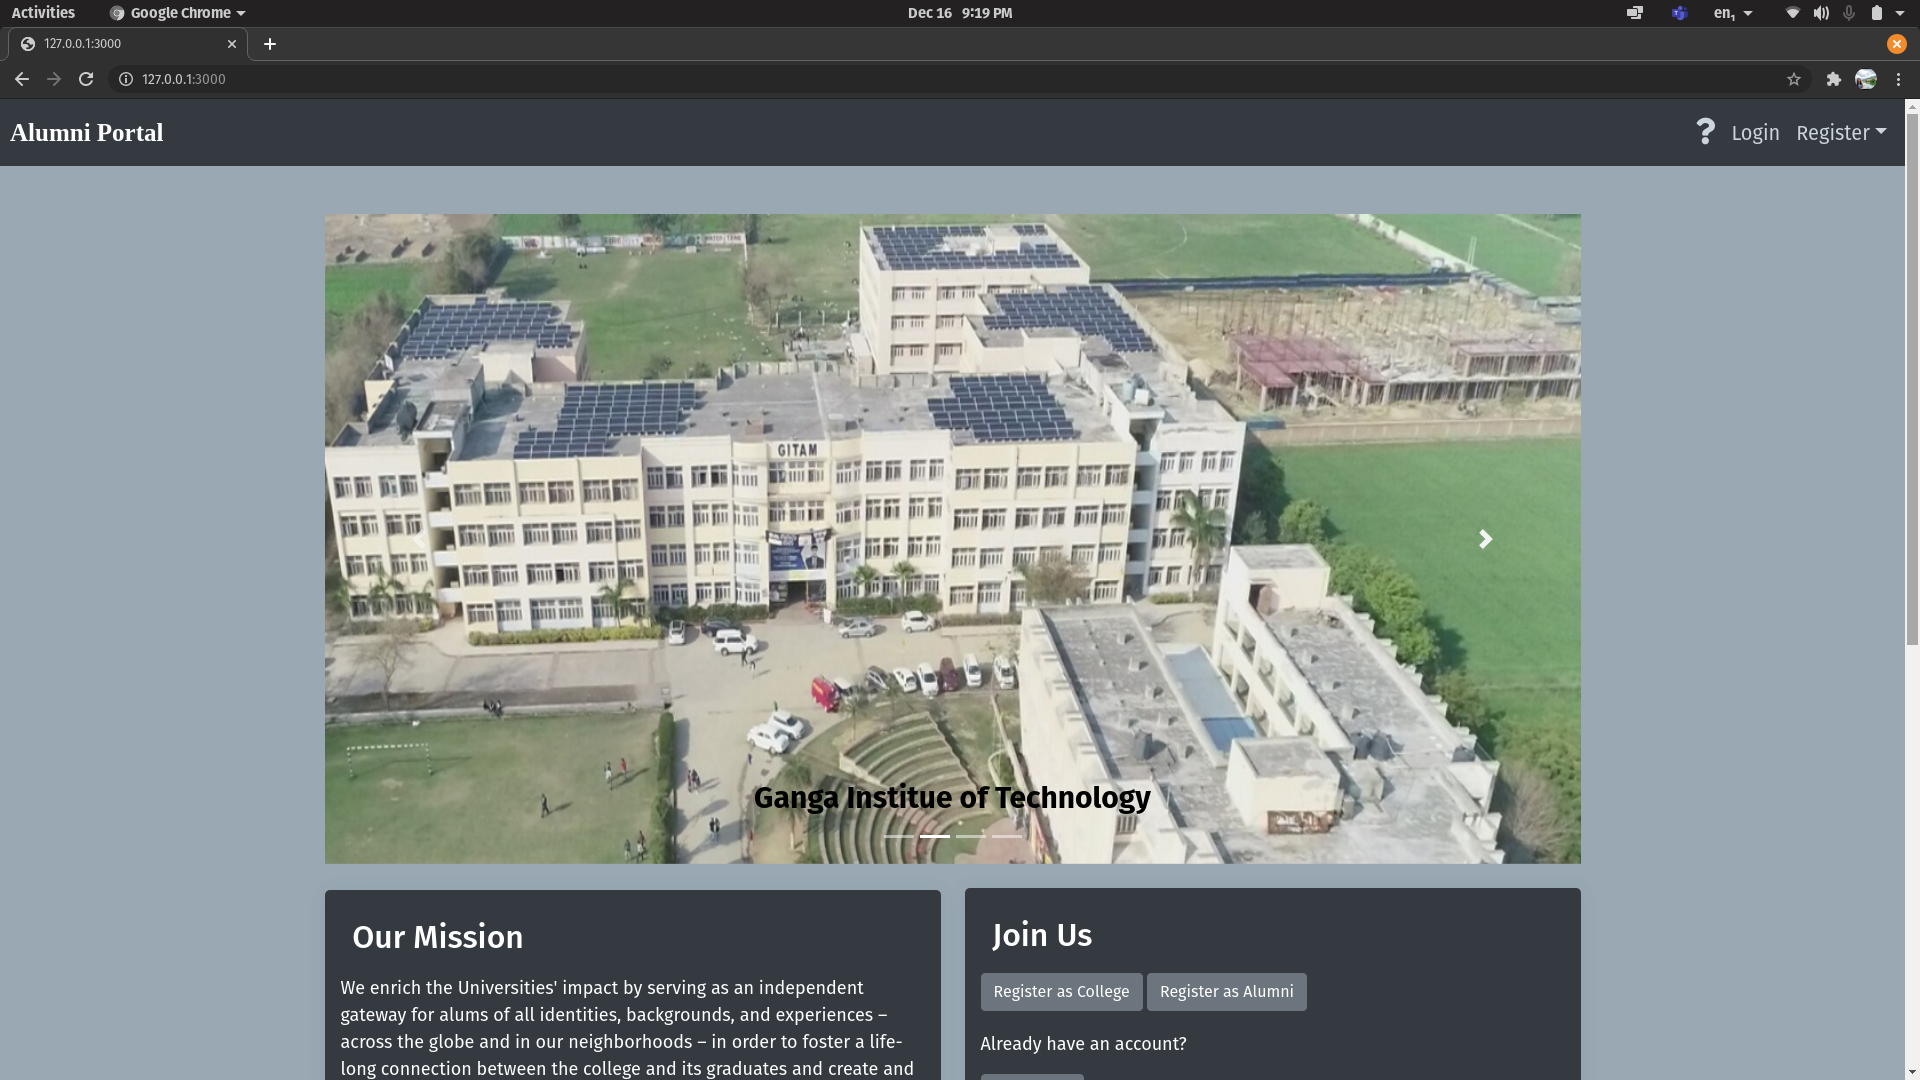 Activities
Google Chrome
Dec 16 9:19 PM
en1
127.0.0.1:3000
127.0.0.1:3000
Alumni Portal
? Login Register
GITAM
Ganga Institue of Technology
Our Mission
We enrich the Universities' impact by serving as an independent
gateway for alums of all identities, backgrounds, and experiences –
across the globe and in our neighborhoods – in order to foster a life-
long connection between the college and its graduates and create and
Join Us
Register as College Register as Alumni
Already have an account?